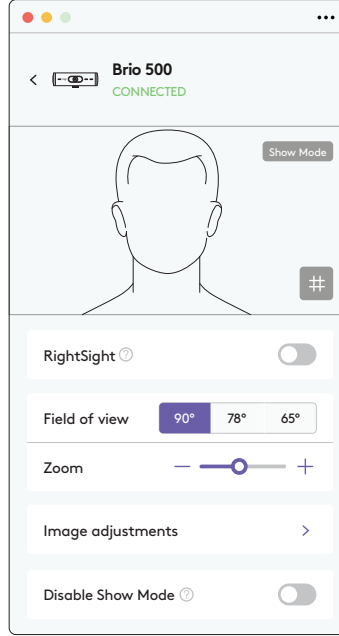 Brio 500
CONNECTED
Show Mode
RightSight
Field of view 90° 78° 65°
Zoom
Image adjustments
Disable Show Mode